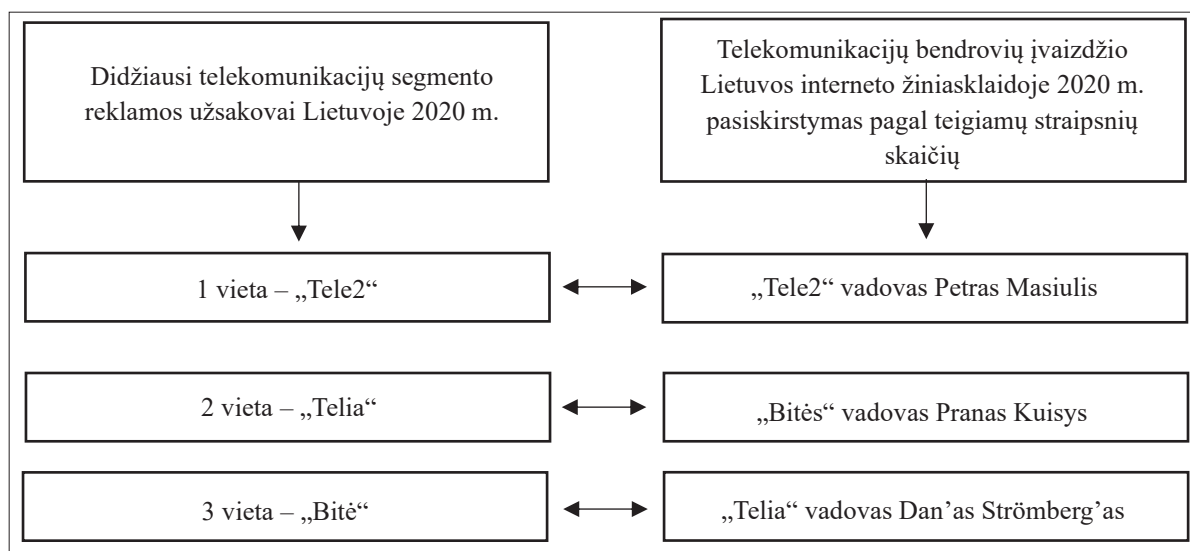 Didžiausi telekomunikacijų segmento
reklamos užsakovai Lietuvoje 2020 m.
Telekomunikacijų bendrovių įvaizdžio
Lietuvos interneto žiniasklaidoje 2020 m.
pasiskirstymas pagal teigiamų straipsnių
skaičių
1 vieta – „Tele2“
„Tele2“ vadovas Petras Masiulis
2 vieta – „Telia“
„Bitės“ vadovas Pranas Kuisys
3 vieta – „Bitė“
„Telia“ vadovas Dan’as Strömberg’as